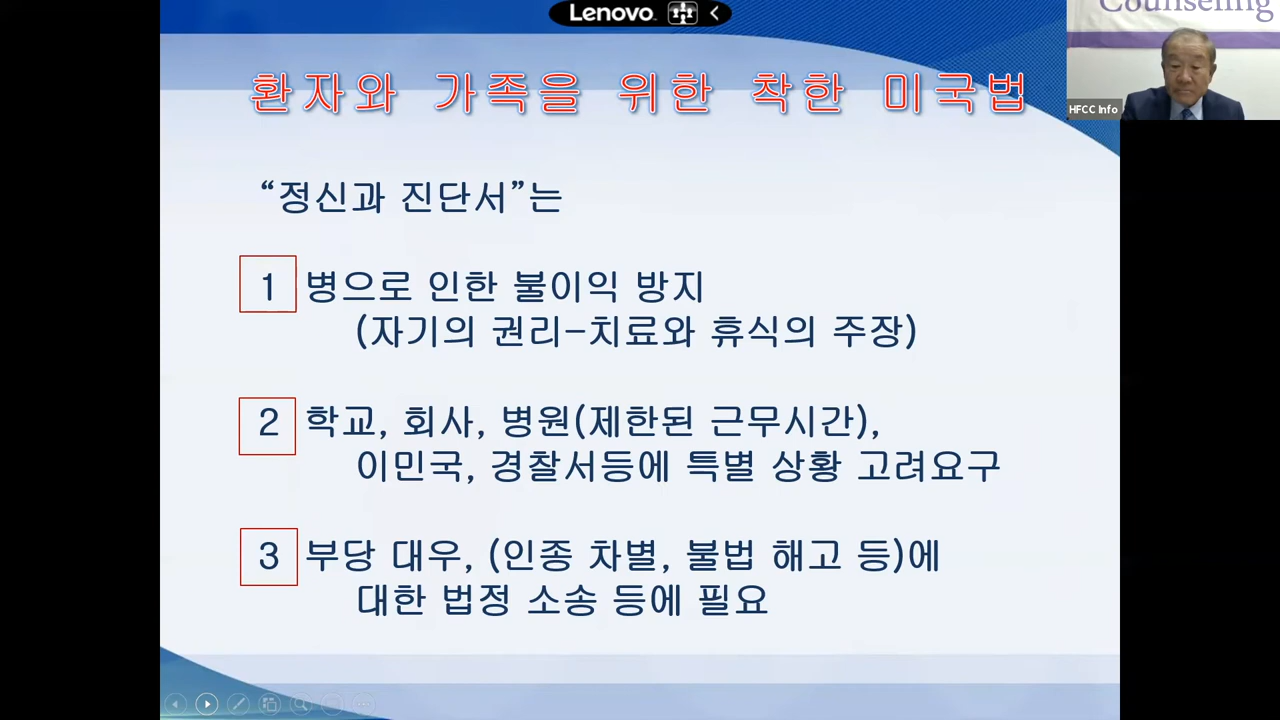 Lenovo
Counseling
HFCC Info
환자와 가족을 위한 착한 미국법
“정신과 진단서”는
1 병으로 인한 불이익 방지
(자기의 권리-치료와 휴식의 주장)
2 학교, 회사, 병원(제한된 근무시간),
이민국, 경찰서등에 특별 상황 고려요구
3 부당 대우, (인종 차별, 불법 해고 등)에
대한 법정 소송 등에 필요